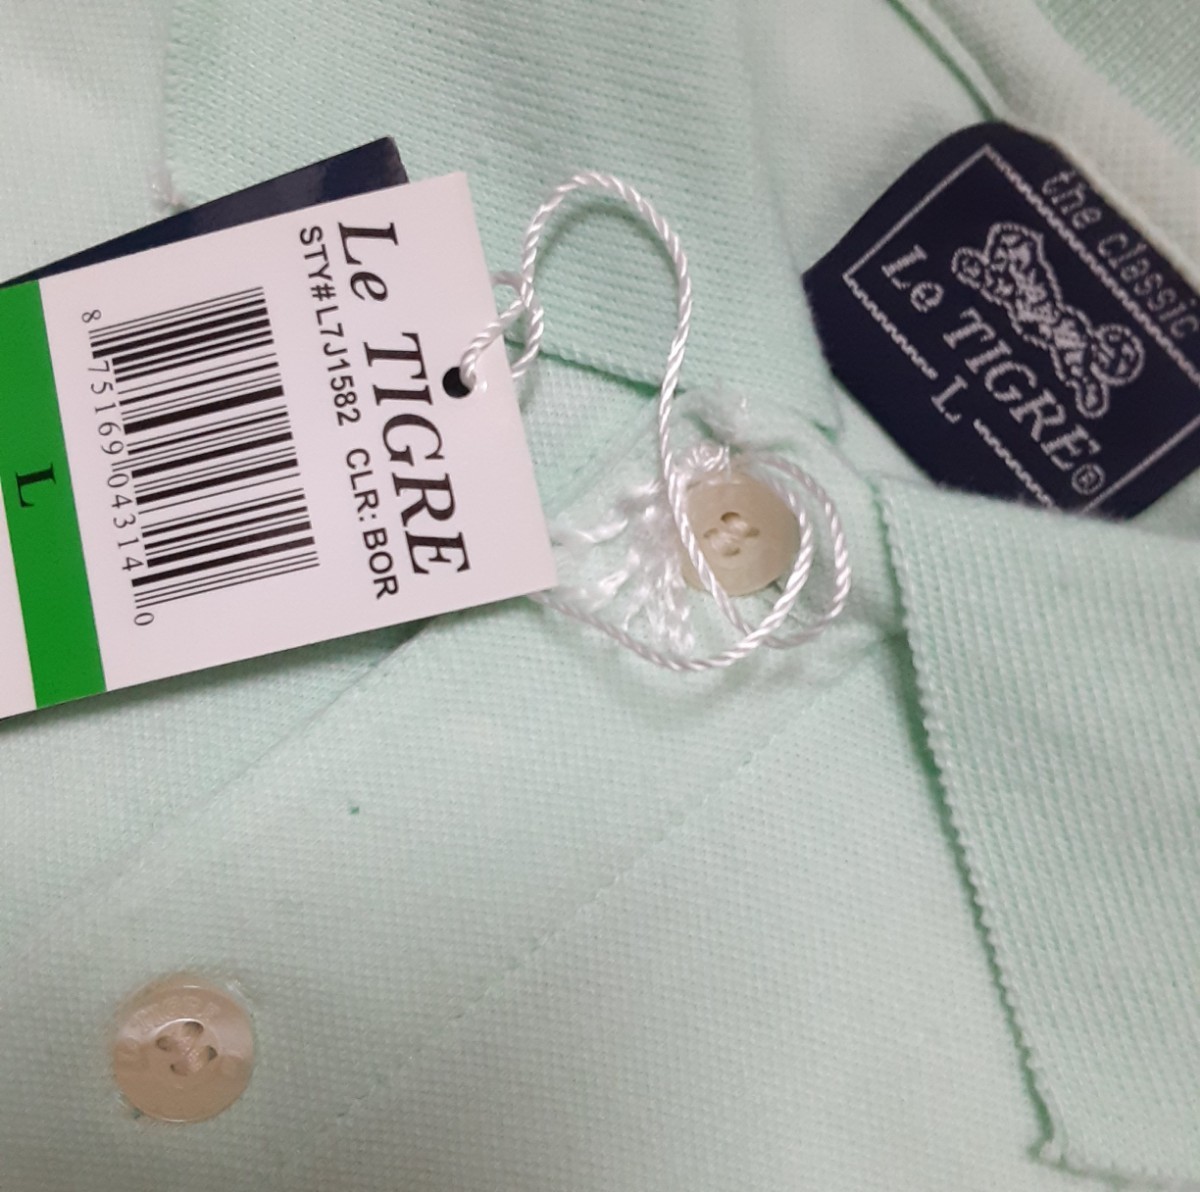 Le TIGRE
STY#L7J1582 CLR:BOR
8 75169 04314 0
L
the classic
Le TIGRE®
L